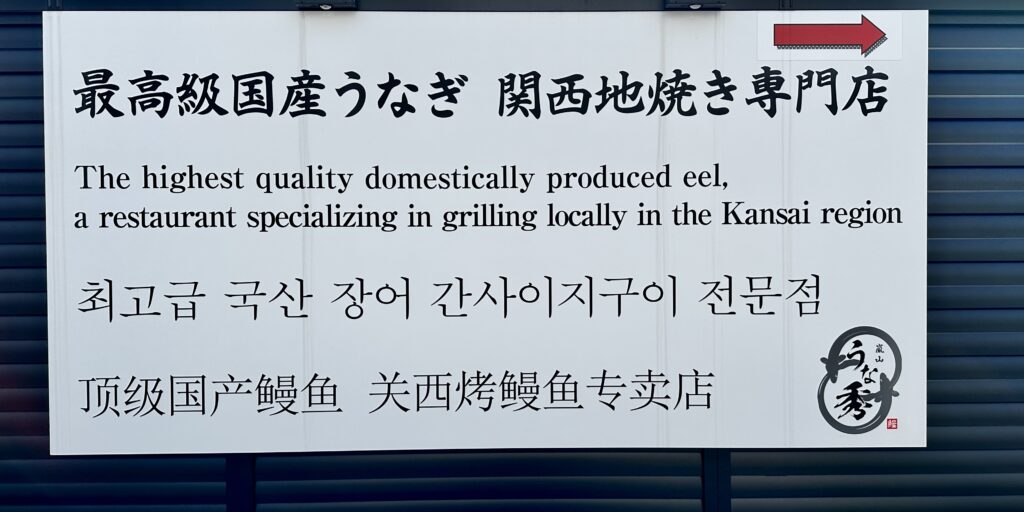 最高級国産うなぎ 関西地焼き専門店
The highest quality domestically produced eel,
a restaurant specializing in grilling locally in the Kansai region
최고급 국산 장어 간사이지구이 전문점
顶级国产鳗鱼 关西烤鳗鱼专卖店
嵐山
うな秀